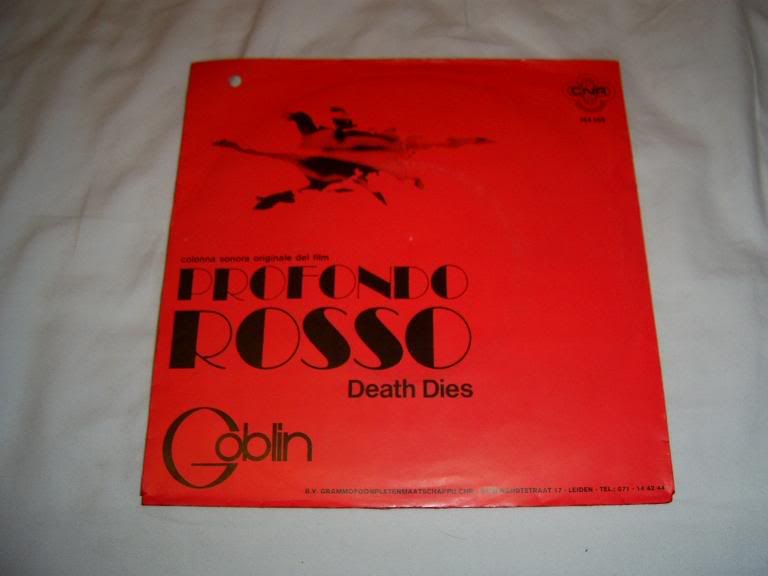 CNR
colonna sonora originale del film
PROFONDO
ROSSO
Death Dies
Goblin
B.V. GRAMMOFOONPLATENMAATSCHAPPIJ CNR - LEIDEN - TEL.: 071 - 14 42 44